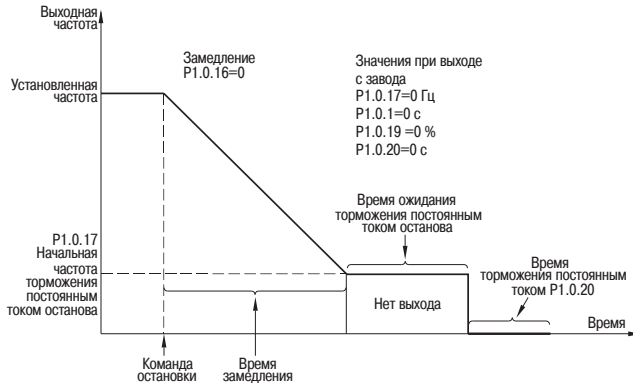 Выходная
частота
Замедление
P1.0.16=0
Значения при выходе
с завода
P1.0.17=0 Гц
P1.0.1=0 с
P1.0.19 =0 %
P1.0.20=0 с
Установленная
частота
Время ожидания
торможения постоянным
током останова
P1.0.17
Начальная
частота
торможения
постоянным
током останова
Время
торможения постоянным
током P1.0.20
Нет выхода
Время
Команда
остановки
Время
замедления